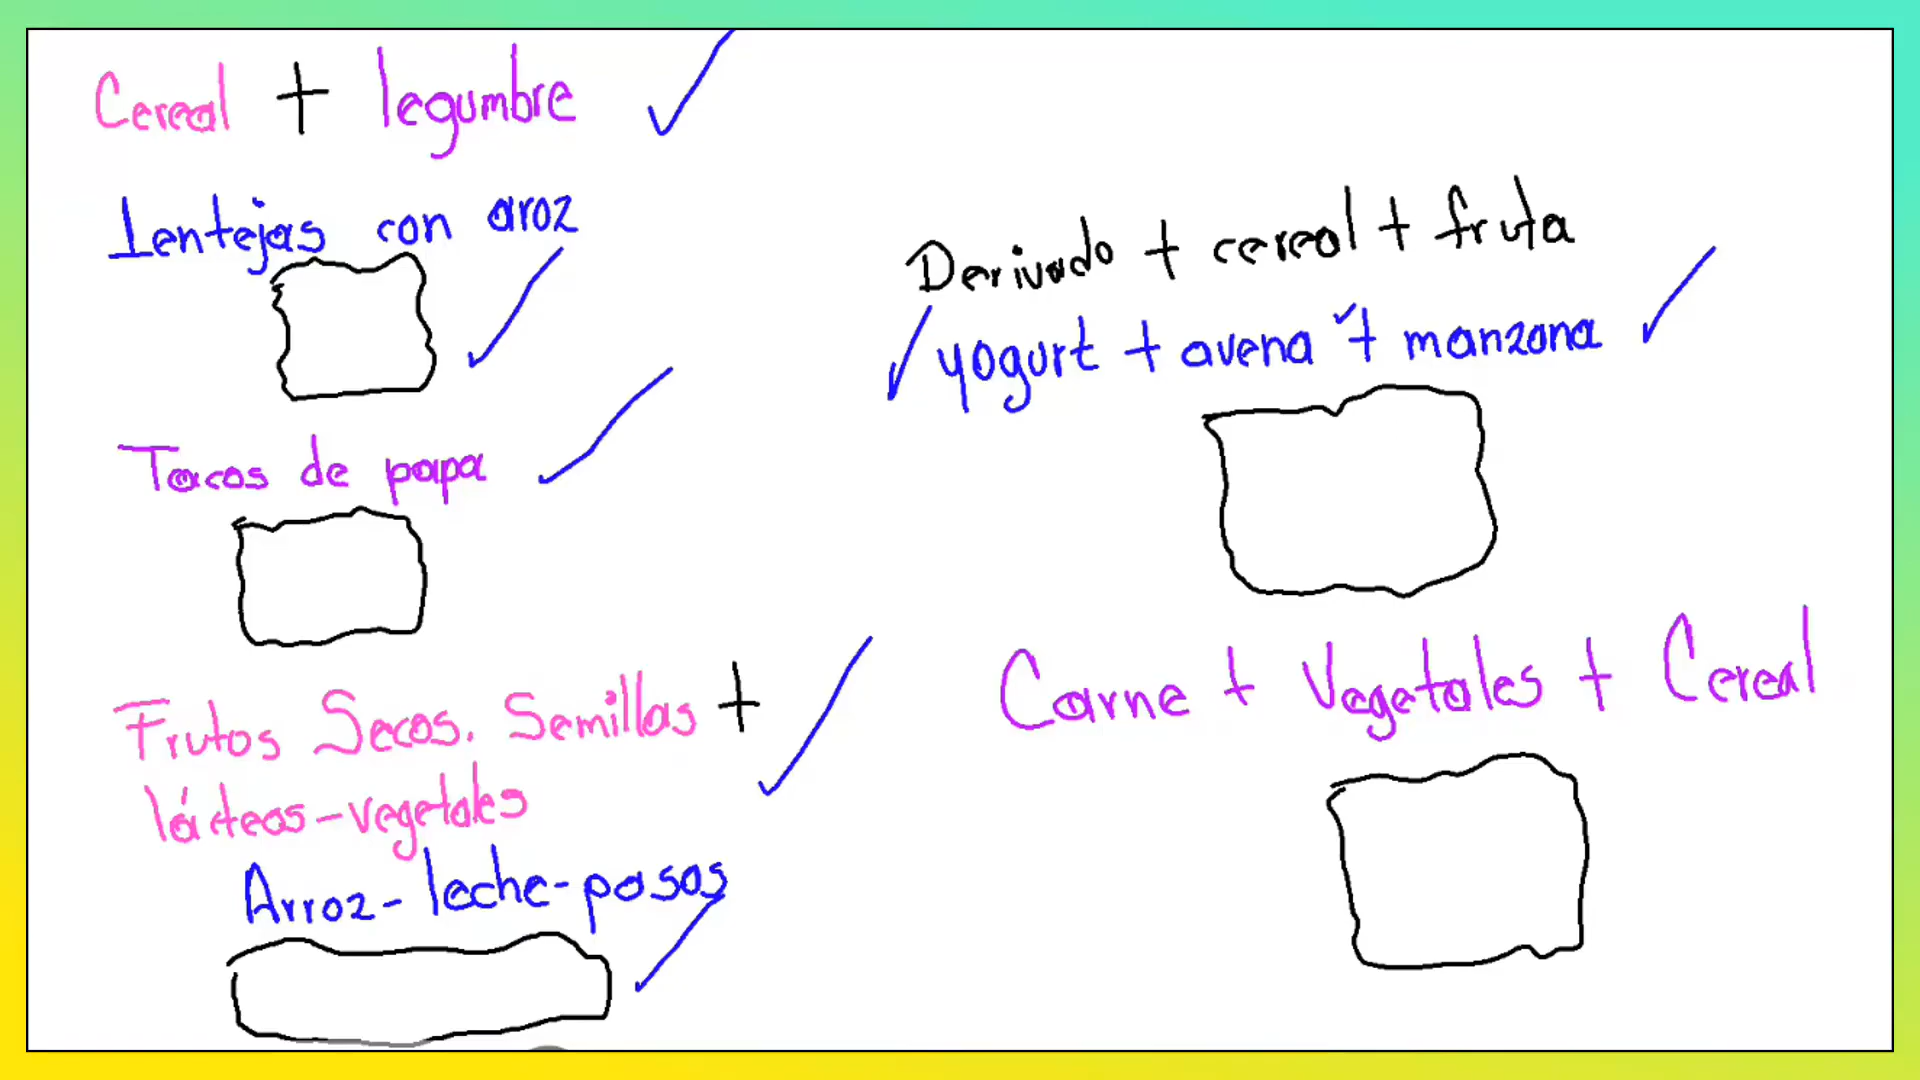 Cereal + legumbre
Lentejas con aroz
Tacos de papa
Frutos Secos. Semillas +
lácteos-vegetales
Arroz-leche-pasas
Derivado + cereal + fruta
yogurt + avena + manzana
Carne + Vegetales + Cereal